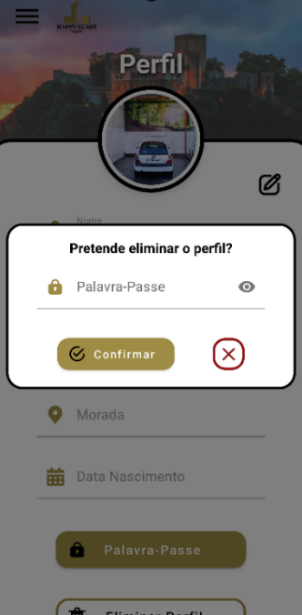 Perfil
Nome
Pretende eliminar o perfil?
Palavra-Passe
Confirmar
Morada
Data Nascimento
Palavra-Passe
Eliminar Perfil